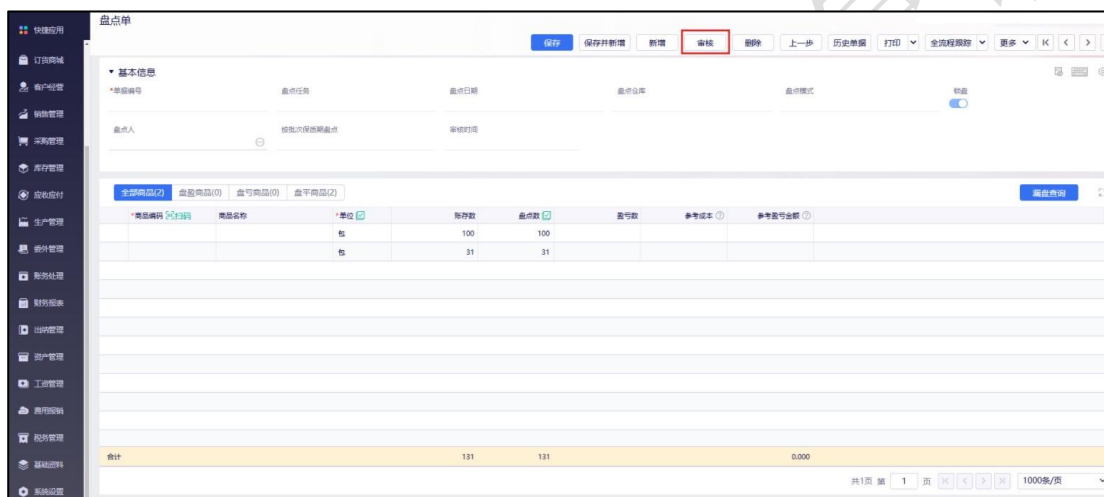 盘点单
保存 保存并新增 新增 审核 删除 上一步 历史单据 打印 全流程跟踪 更多
快捷应用
订货商城
客户经营
销售管理
采购管理
库存管理
应收应付
生产管理
委外管理
账务处理
财务报表
出纳管理
资产管理
工资管理
费用报销
税务管理
基础资料
系统设置
基本信息
*单据编号 盘点任务 盘点日期 盘点仓库 盘点模式 锁盘
盘点人 按批次保质期盘点 审核时间
全部商品(2) 盘盈商品(0) 盘亏商品(0) 盘平商品(2) 漏盘查询
*商品编码 扫码 商品名称 *单位 账存数 盘点数 盈亏数 参考成本 参考盈亏金额
包 100 100
包 31 31
合计 131 131 0.000
共1页 第 1 页 1000条/页